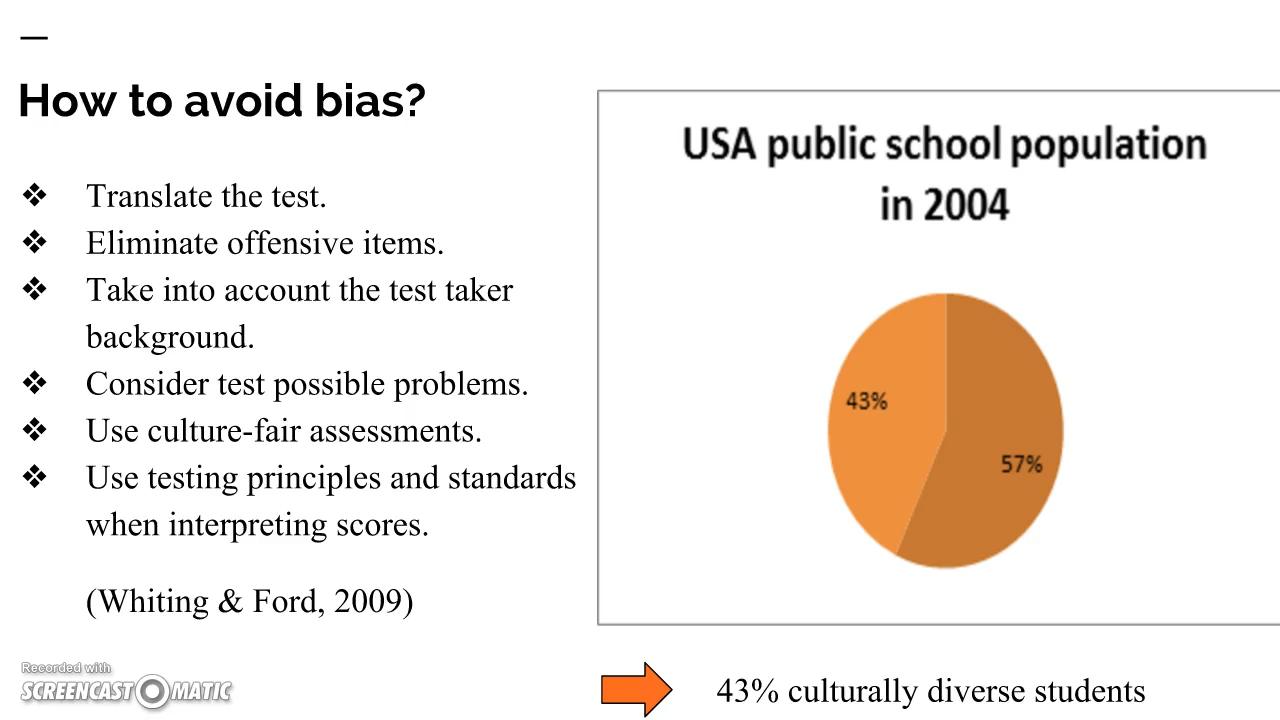 How to avoid bias?
❖ Translate the test.
❖ Eliminate offensive items.
❖ Take into account the test taker
background.
❖ Consider test possible problems.
❖ Use culture-fair assessments.
❖ Use testing principles and standards
when interpreting scores.
(Whiting & Ford, 2009)
USA public school population
in 2004
43%
57%
43% culturally diverse students
Recorded with
SCREENCAST O MATIC